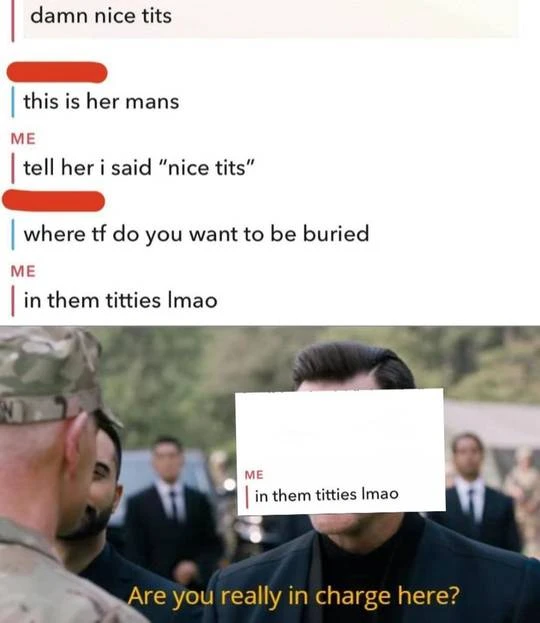 damn nice tits
this is her mans
ME
tell her i said "nice tits"
where tf do you want to be buried
ME
in them titties lmao
ME
in them titties lmao
Are you really in charge here?